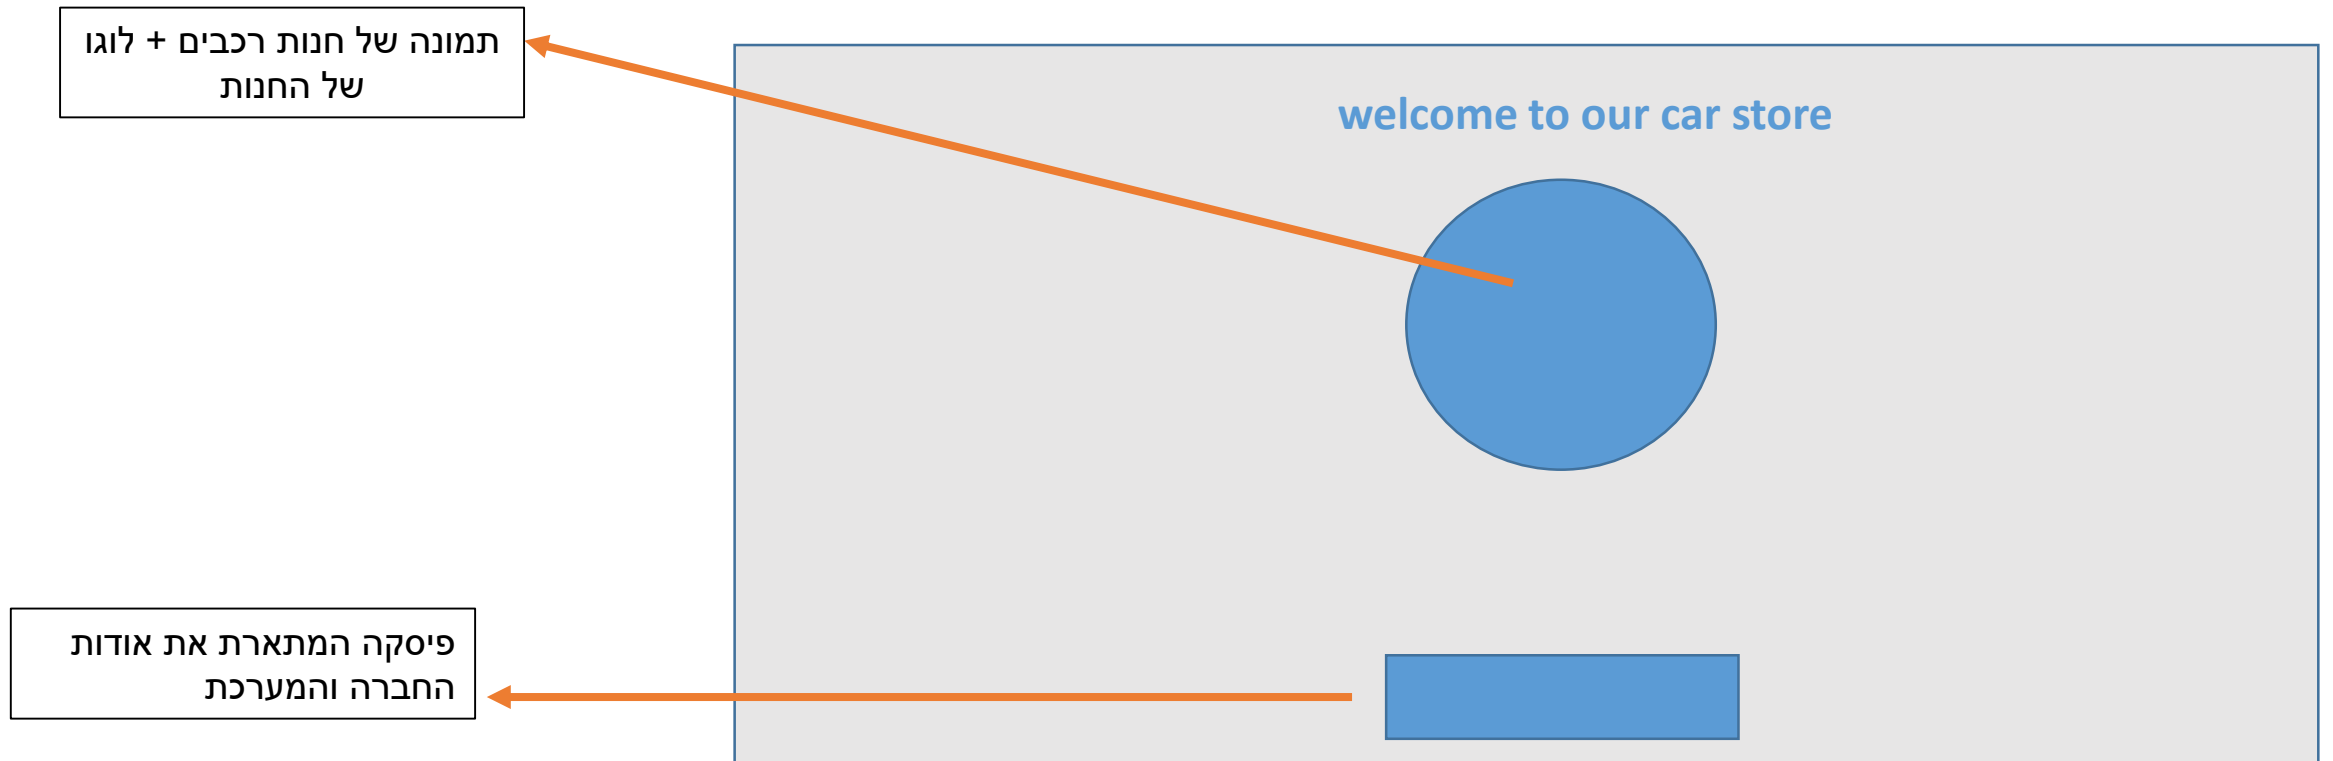 תמונה של חנות רכבים + לוגו
של החנות
welcome to our car store
פיסקה המתארת את אודות
החברה והמערכת